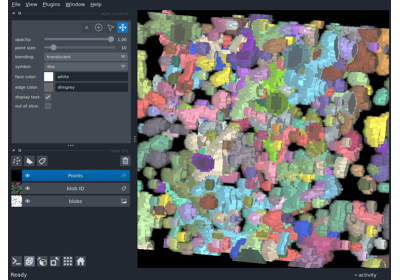 File View Plugins Window Help
opacity: 1.00
point size: 10
blending: translucent
symbol: disc
face color: white
edge color: dimgrey
display text:
out of slice:
Points
blob ID
blobs
Ready
activity